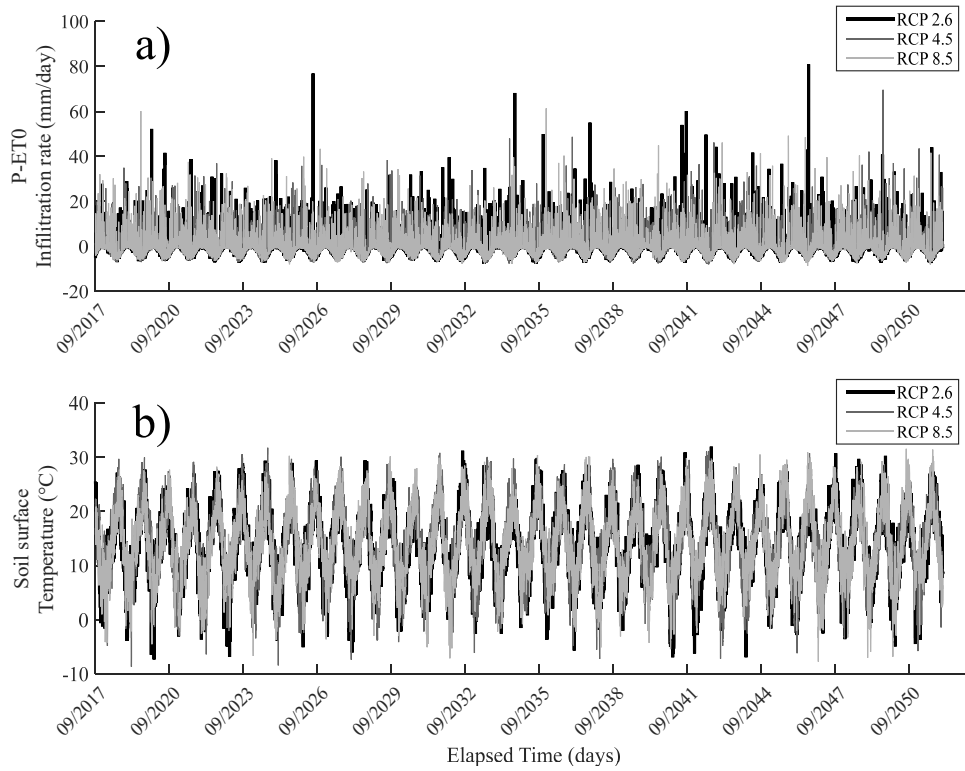 a)
RCP 2.6
RCP 4.5
RCP 8.5
P-ET0
Infilitration rate (mm/day)
100
80
60
40
20
0
-20
09/2017
09/2020
09/2023
09/2026
09/2029
09/2032
09/2035
09/2038
09/2041
09/2044
09/2047
09/2050
b)
RCP 2.6
RCP 4.5
RCP 8.5
Soil surface
Temperature (°C)
40
30
20
10
0
-10
09/2017
09/2020
09/2023
09/2026
09/2029
09/2032
09/2035
09/2038
09/2041
09/2044
09/2047
09/2050
Elapsed Time (days)